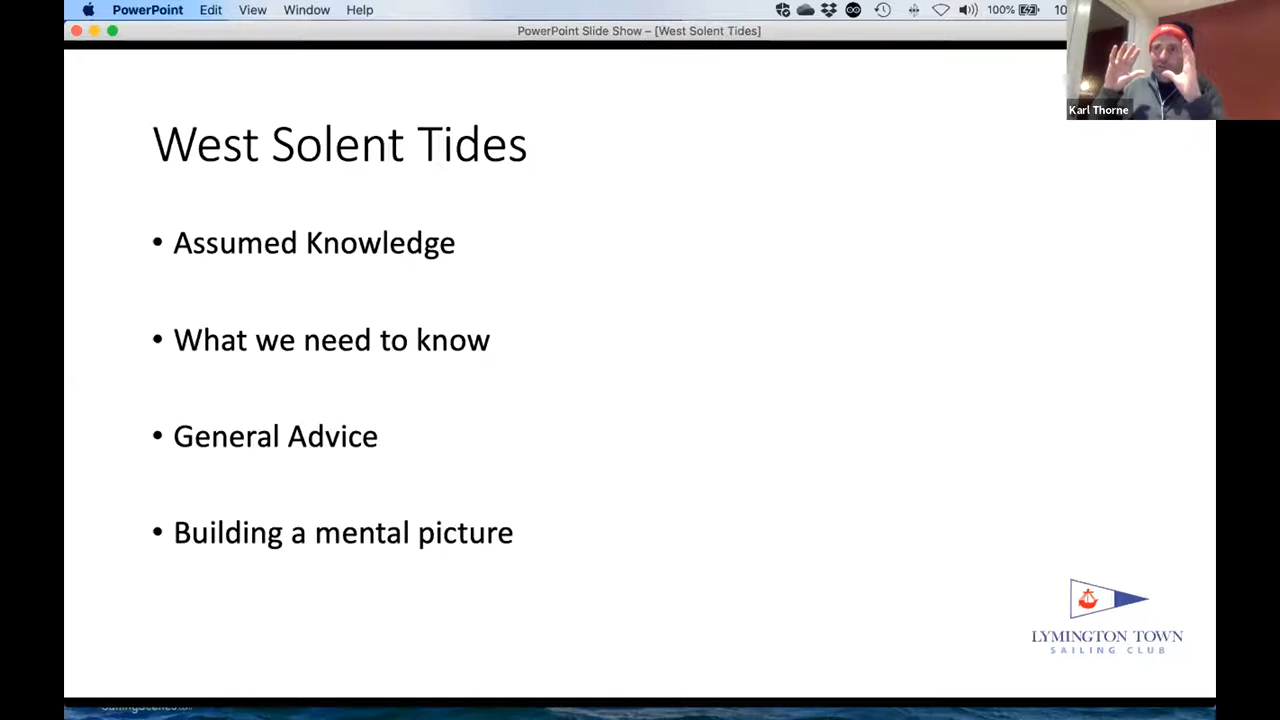 PowerPoint Edit View Window Help 100% 10
PowerPoint Slide Show – [West Solent Tides]
Karl Thorne
West Solent Tides
• Assumed Knowledge
• What we need to know
• General Advice
• Building a mental picture
LYMINGTON TOWN
SAILING CLUB